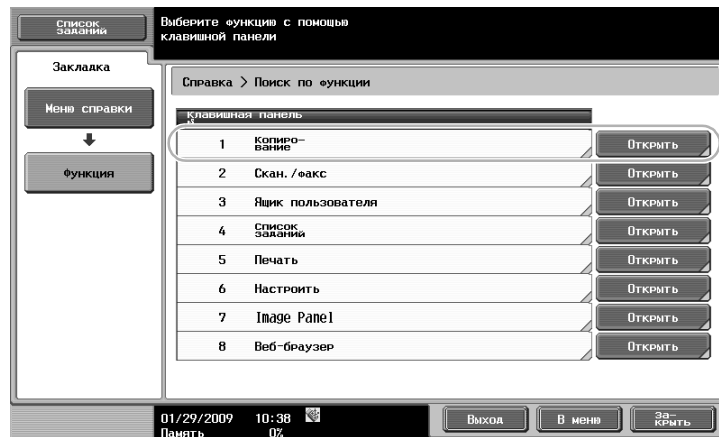 Список
заданий
Выберите функцию с помощью
клавишной панели
Закладка
Справка > Поиск по функции
Меню справки
Клавишная панель
1 Копиро-
вание Открыть
Функция
2 Скан./факс Открыть
3 Ящик пользователя Открыть
4 Список
заданий Открыть
5 Печать Открыть
6 Настроить Открыть
7 Image Panel Открыть
8 Веб-браузер Открыть
01/29/2009 10:38
Память 0%
Выход В меню За-
крыть